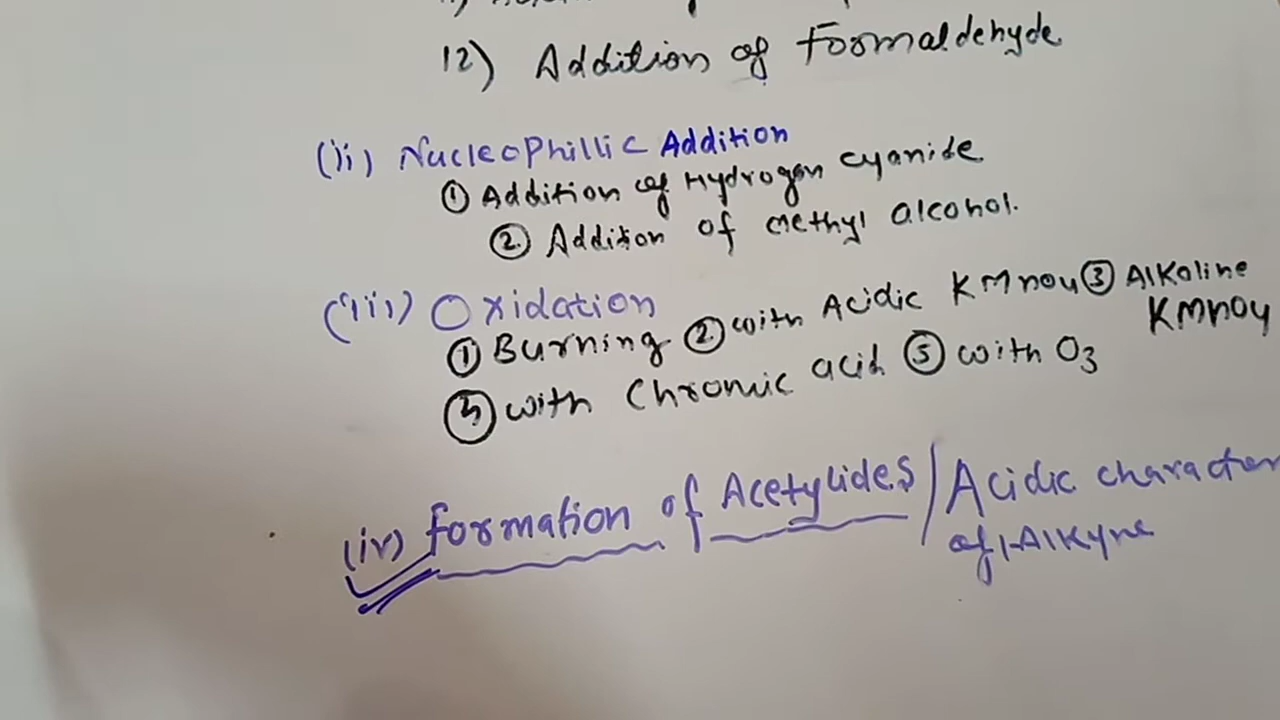 12) Addition of Formaldehyde
(ii) Nucleophillic Addition
① Addition of Hydrogen cyanide
② Addition of methyl alcohol.
(iii) Oxidation
① Burning ② with Acidic KMnO4 ③ Alkaline
KMnO4
④ with Chromic acid ⑤ with O3
(iv) Formation of Acetylides / Acidic character
of 1-Alkyne